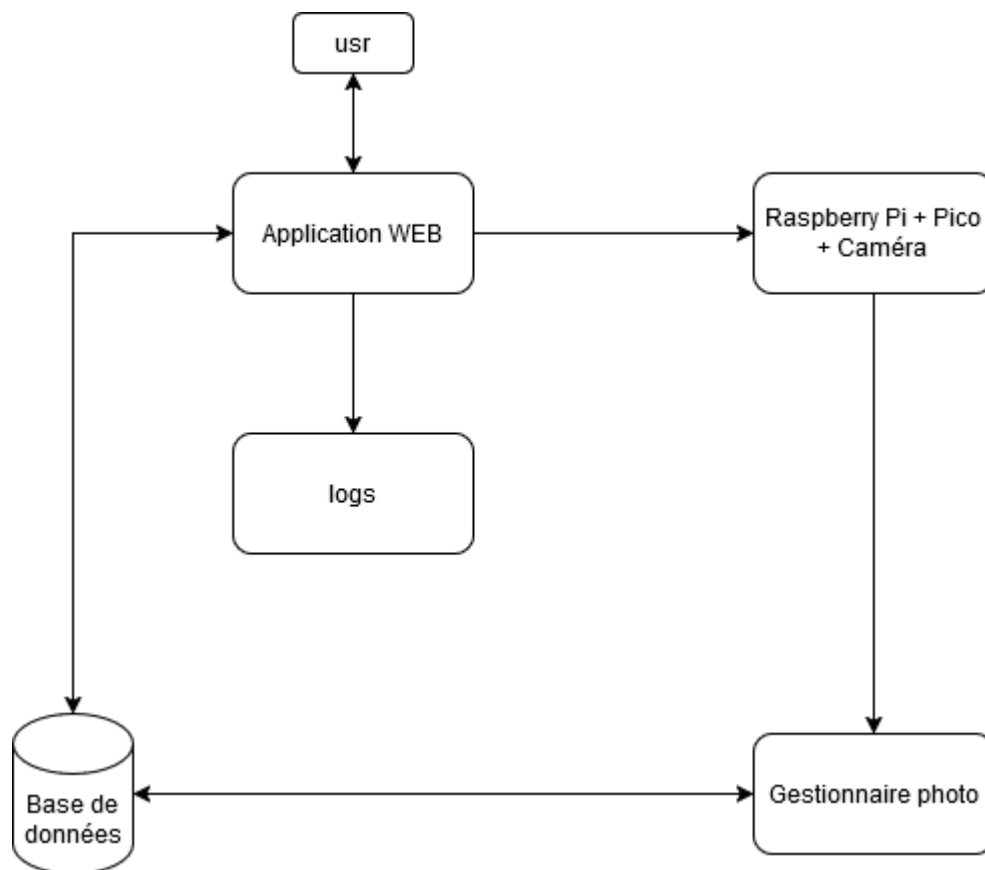 usr
Application WEB
Raspberry Pi + Pico
+ Caméra
logs
Base de
données
Gestionnaire photo